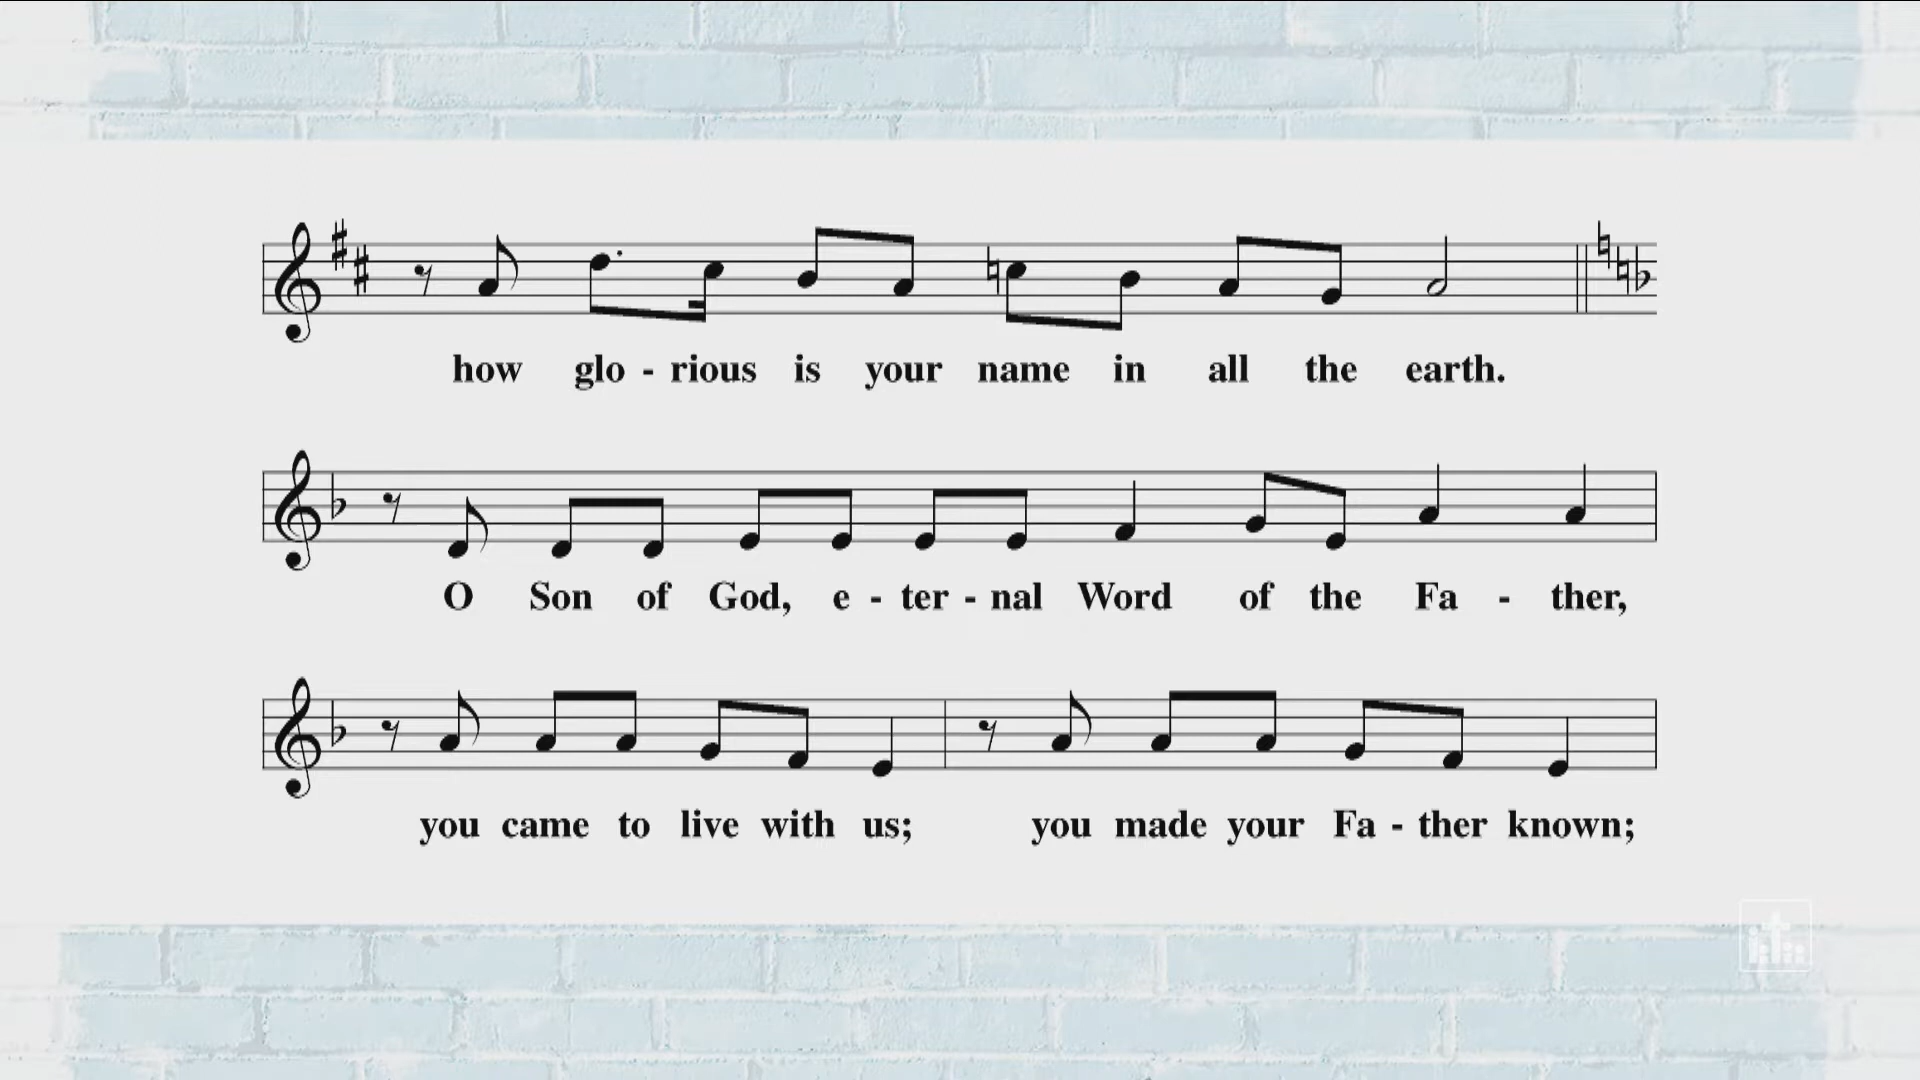 how glo - rious is your name in all the earth.
O Son of God, e - ter - nal Word of the Fa - ther,
you came to live with us; you made your Fa - ther known;